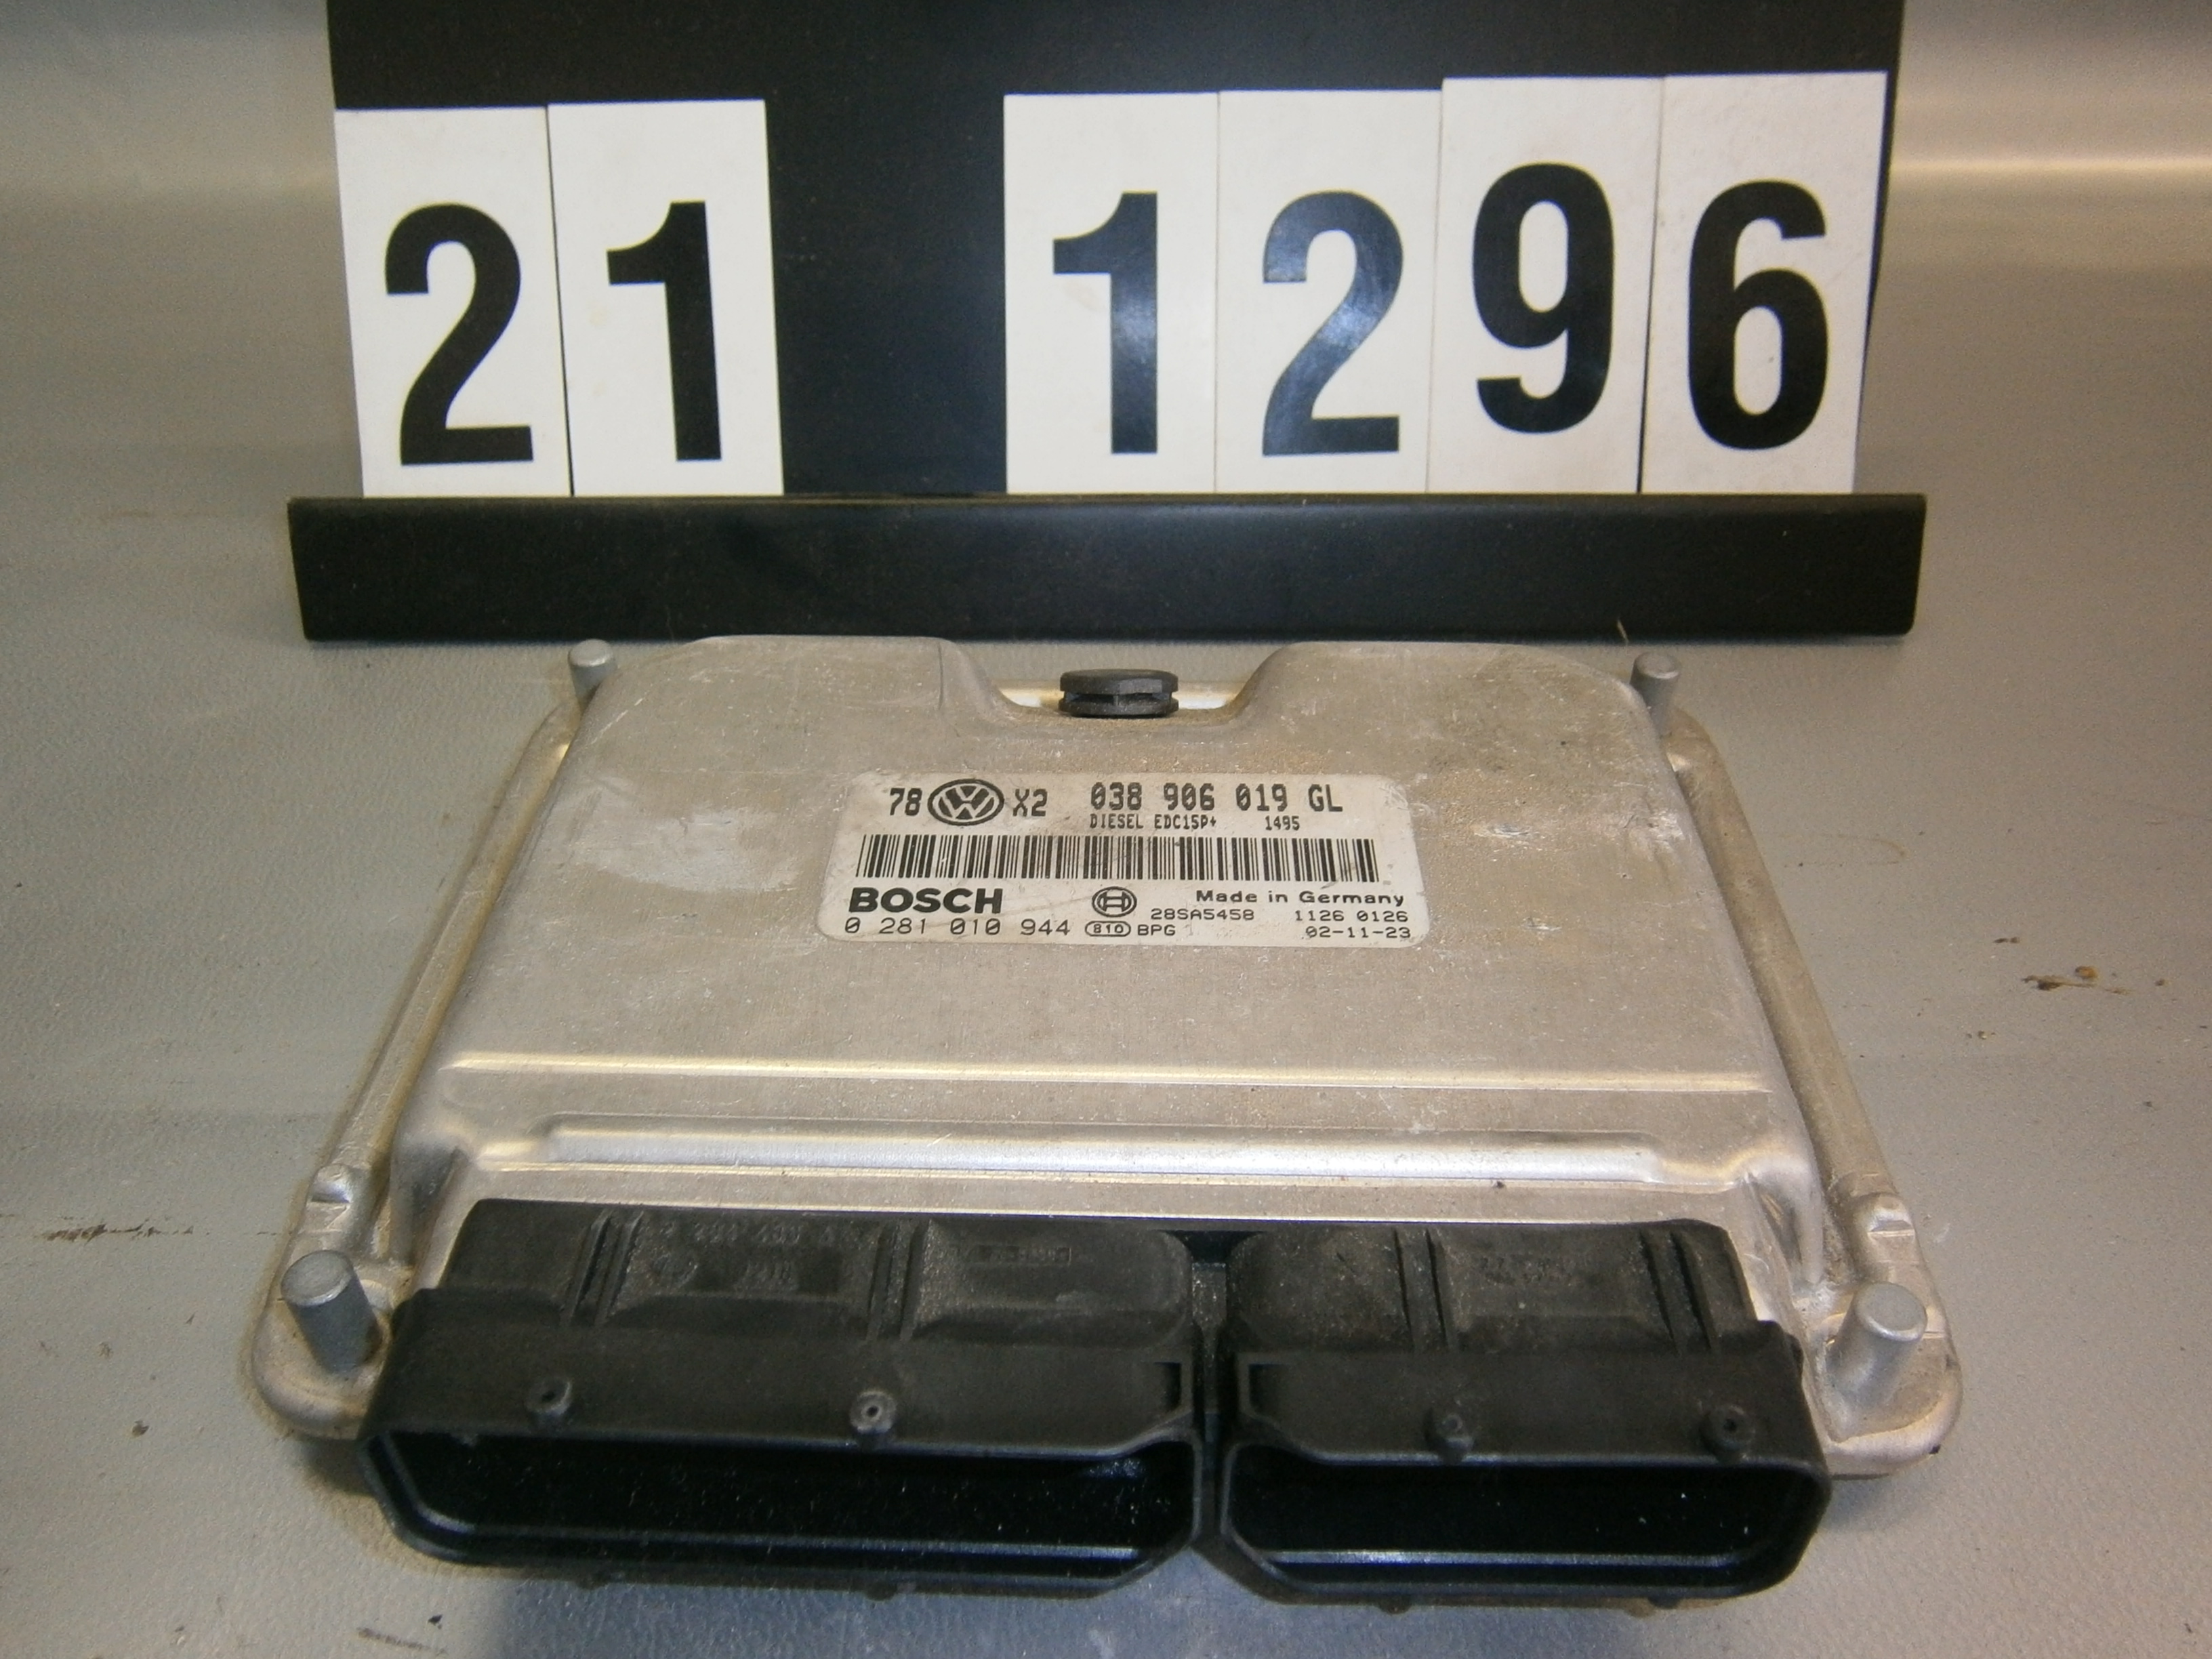 21 1296
78 X2 038 906 019 GL
DIESEL EDC15P+ 1495
BOSCH Made in Germany
28SA5458 1126 0126
0 281 010 944 810 BPG 02-11-23